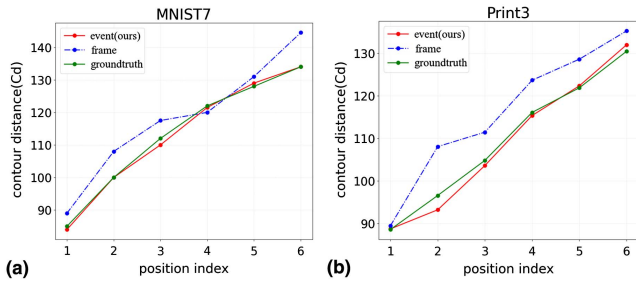 MNIST7
event(ours)
frame
groundtruth
contour distance(Cd)
140
130
120
110
100
90
1 2 3 4 5 6
position index
(a)
Print3
event(ours)
frame
groundtruth
contour distance(Cd)
130
120
110
100
90
1 2 3 4 5 6
position index
(b)